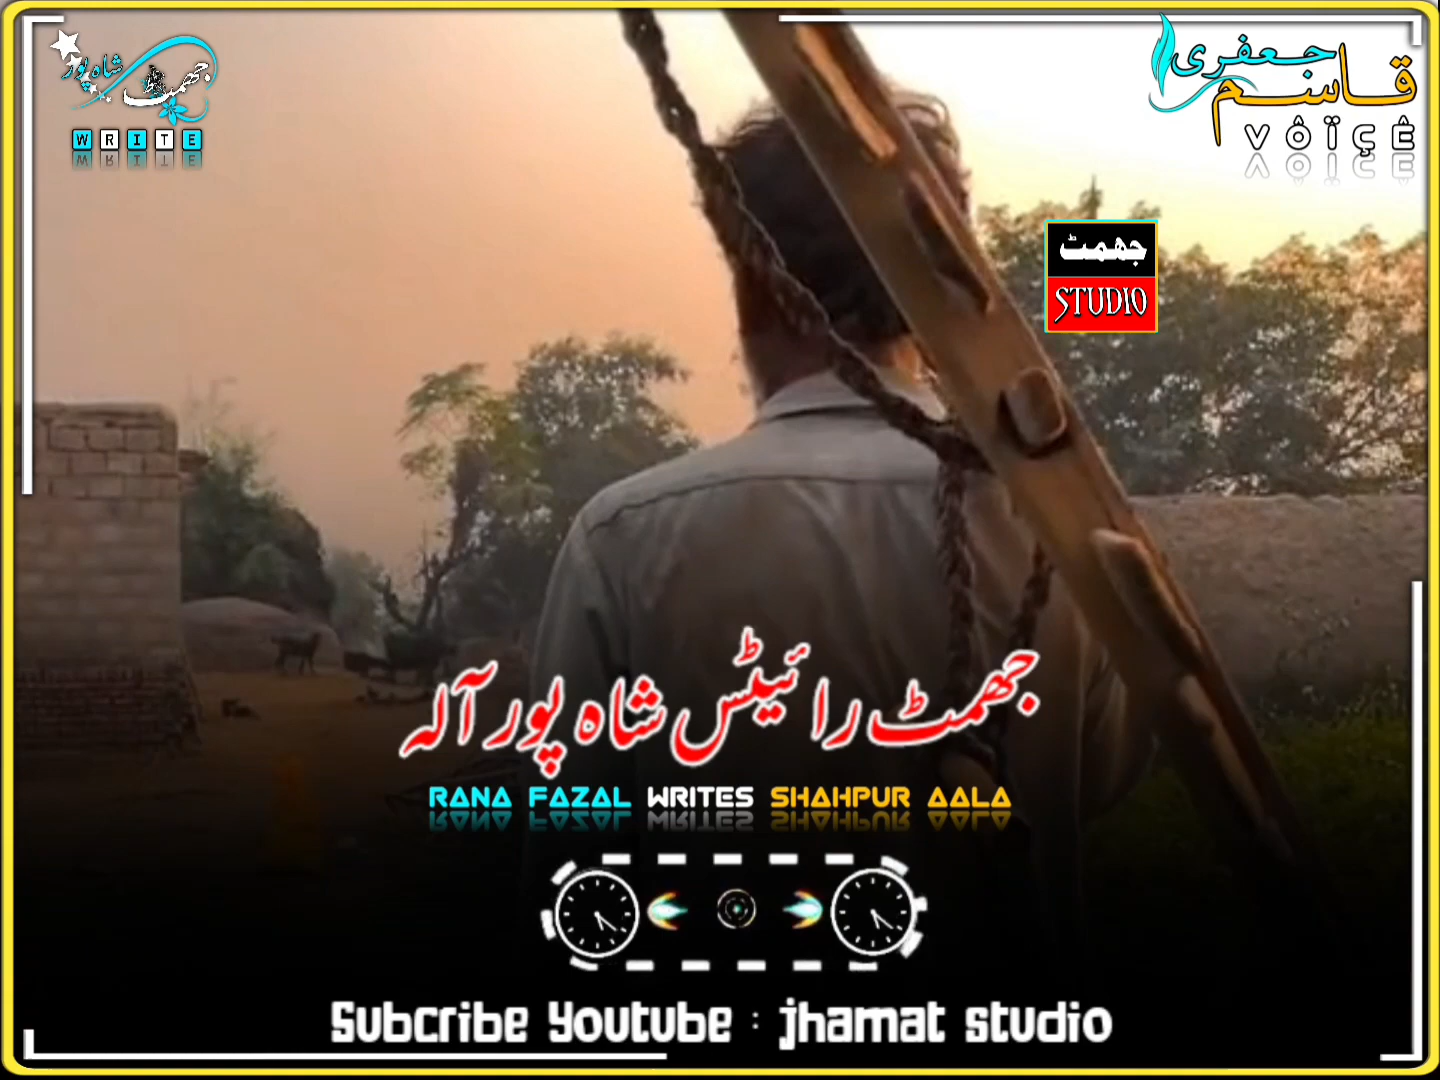 جھمٹ شاہ پور
WRITE
قاسم جعفری
VÔÏÇÊ
جھمٹ
STUDIO
جھمٹ رائیٹس شاہ پور آلہ
RANA FAZAL WRITES SHAHPUR AALA
Subcribe Youtube : jhamat studio